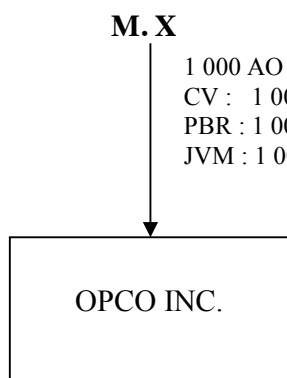 M. X
1 000 AO
CV : 1 00
PBR : 1 00
JVM : 1 00
OPCO INC.